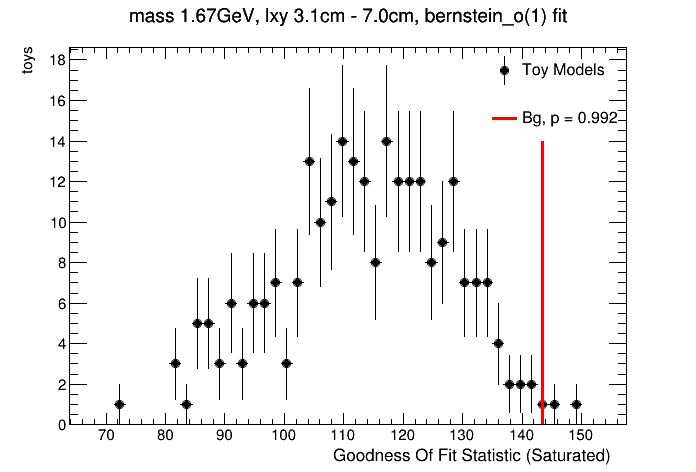 mass 1.67GeV, lxy 3.1cm - 7.0cm, bernstein_o(1) fit
toys
18
16
14
12
10
8
6
4
2
0
Toy Models
Bg, p = 0.992
70 80 90 100 110 120 130 140 150
Goodness Of Fit Statistic (Saturated)